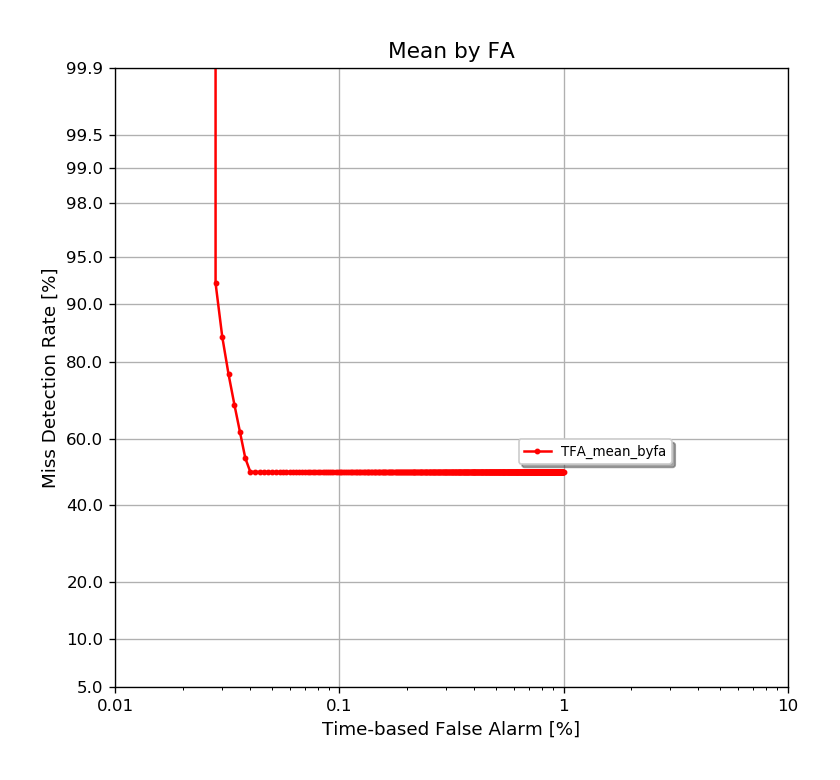 Mean by FA
99.9
99.5
99.0
98.0
95.0
90.0
80.0
60.0
40.0
20.0
10.0
5.0
Miss Detection Rate [%]
TFA_mean_byfa
0.01 0.1 1 10
Time-based False Alarm [%]